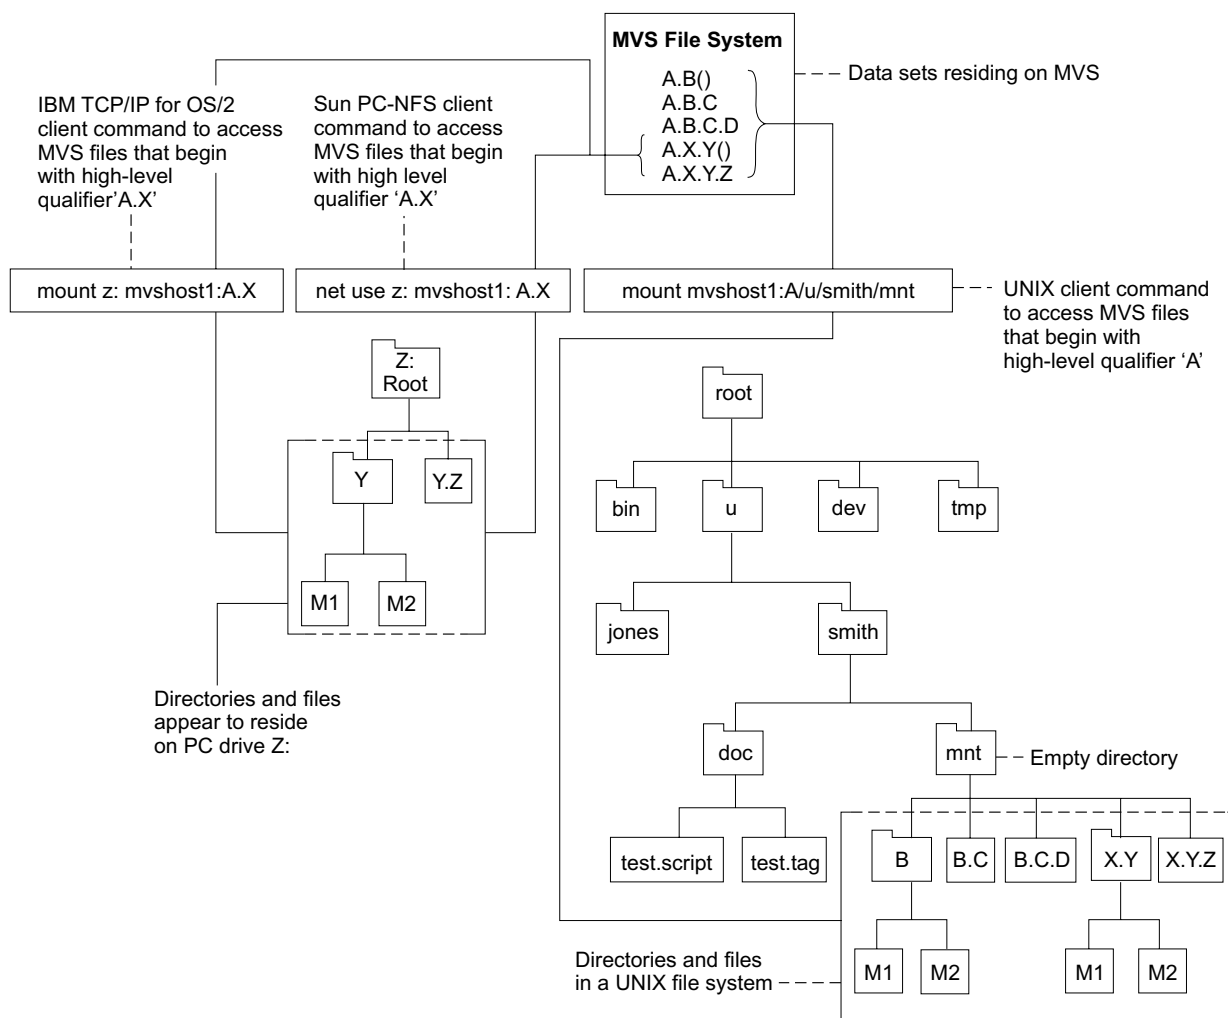 MVS File System
A.B()
A.B.C
A.B.C.D
A.X.Y()
A.X.Y.Z
Data sets residing on MVS
IBM TCP/IP for OS/2
client command to access
MVS files that begin
with high-level
qualifier'A.X'
Sun PC-NFS client
command to access
MVS files that begin
with high level
qualifier ‘A.X’
mount z: mvshost1:A.X
net use z: mvshost1: A.X
mount mvshost1:A/u/smith/mnt
UNIX client command
to access MVS files
that begin with
high-level qualifier ‘A’
Z:
Root
Y
Y.Z
M1
M2
Directories and files
appear to reside
on PC drive Z:
root
bin
u
dev
tmp
jones
smith
doc
mnt
Empty directory
test.script
test.tag
B
B.C
B.C.D
X.Y
X.Y.Z
M1
M2
M1
M2
Directories and files
in a UNIX file system